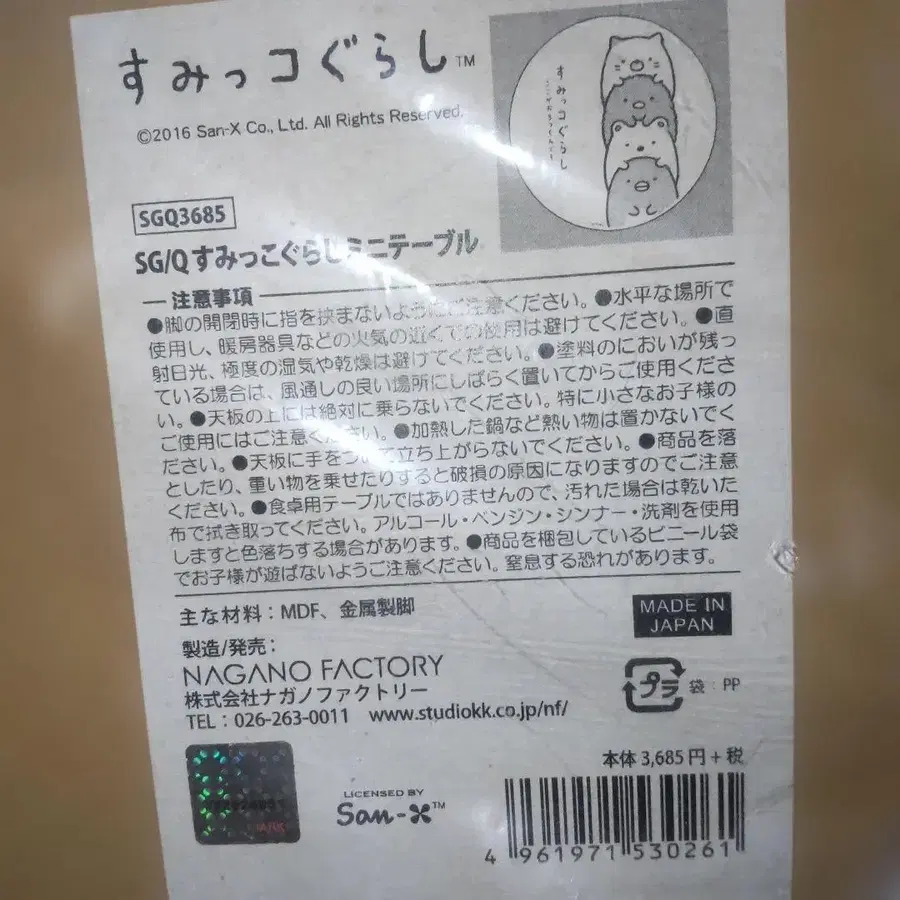 すみっコぐらし™
©2016 San-X Co., Ltd. All Rights Reserved.
すみっコぐらし
SGQ3685
SG/Qすみっこぐらしミニテーブル
注意事項
●脚の開閉時に指を挟まないようにご注意ください。●水平な場所で
使用し、暖房器具などの火気の近くでの使用は避けてください。●直
射日光、極度の湿気や乾燥は避けてください。●塗料のにおいが残っ
ている場合は、風通しの良い場所にしばらく置いてからご使用くださ
い。●天板の上には絶対に乗らないでください。特に小さなお子様の
ご使用にはご注意ください。●加熱した鍋など熱い物は置かないでく
ださい。●天板に手をついて立ち上がらないでください。●商品を落
としたり、重い物を乗せたりすると破損の原因になりますのでご注意
ください。●食卓用テーブルではありませんので、汚れた場合は乾いた
布で拭き取ってください。アルコール・ベンジン・シンナー・洗剤を使用
しますと色落ちする場合があります。●商品を梱包しているビニール袋
でお子様が遊ばないようご注意ください。窒息する恐れがあります。
主な材料：MDF、金属製脚
MADE IN
JAPAN
製造/発売：
NAGANO FACTORY
株式会社ナガノファクトリー
TEL：026-263-0011 www.studiokk.co.jp/nf/
プラ 袋：PP
本体 3,685円＋税
LICENSED BY
San-X™
4 961971 530261